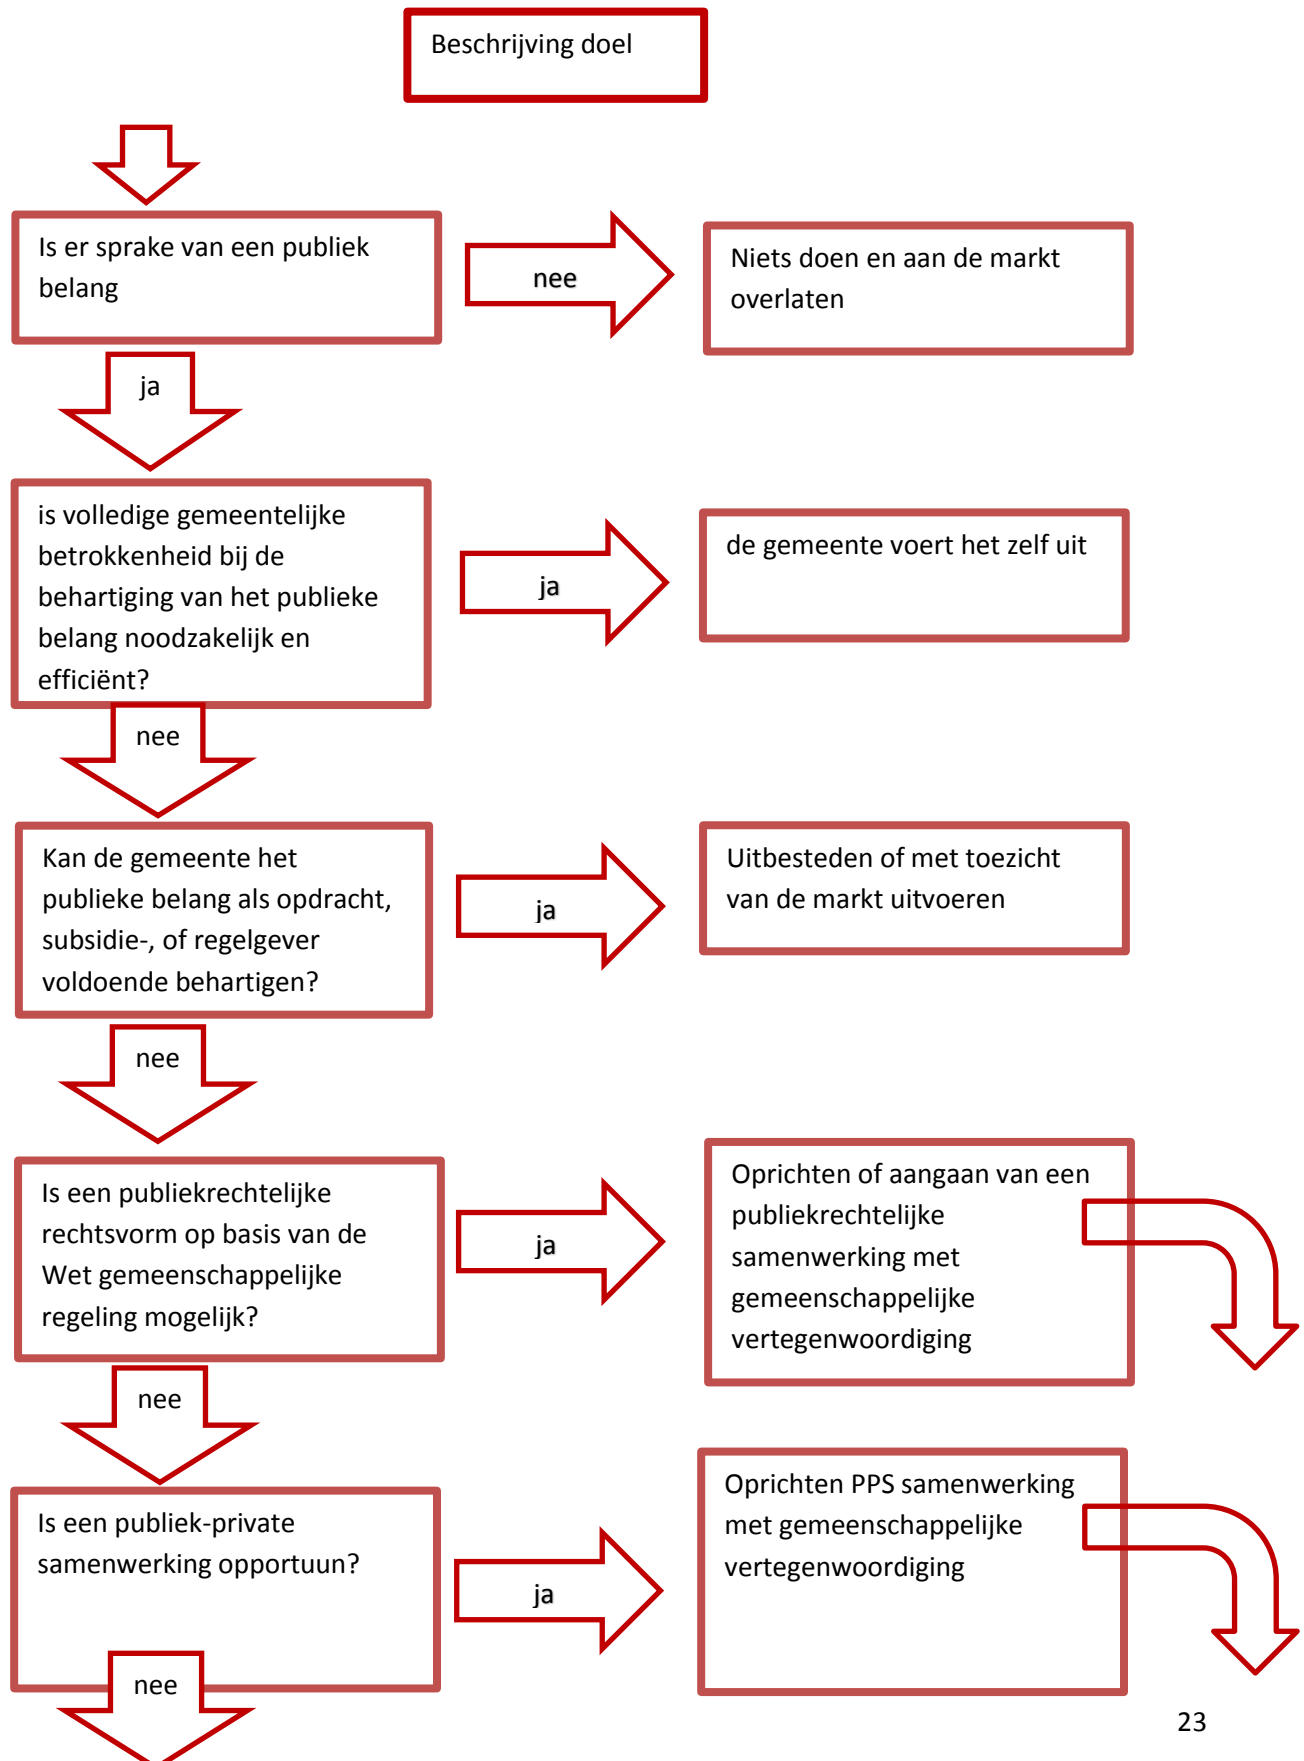 Beschrijving doel
Is er sprake van een publiek
belang
nee
Niets doen en aan de markt
overlaten
ja
is volledige gemeentelijke
betrokkenheid bij de
behartiging van het publieke
belang noodzakelijk en
efficiënt?
ja
de gemeente voert het zelf uit
nee
Kan de gemeente het
publieke belang als opdracht,
subsidie-, of regelgever
voldoende behartigen?
ja
Uitbesteden of met toezicht
van de markt uitvoeren
nee
Is een publiekrechtelijke
rechtsvorm op basis van de
Wet gemeenschappelijke
regeling mogelijk?
ja
Oprichten of aangaan van een
publiekrechtelijke
samenwerking met
gemeenschappelijke
vertegenwoordiging
nee
Is een publiek-private
samenwerking opportuun?
ja
Oprichten PPS samenwerking
met gemeenschappelijke
vertegenwoordiging
nee
23